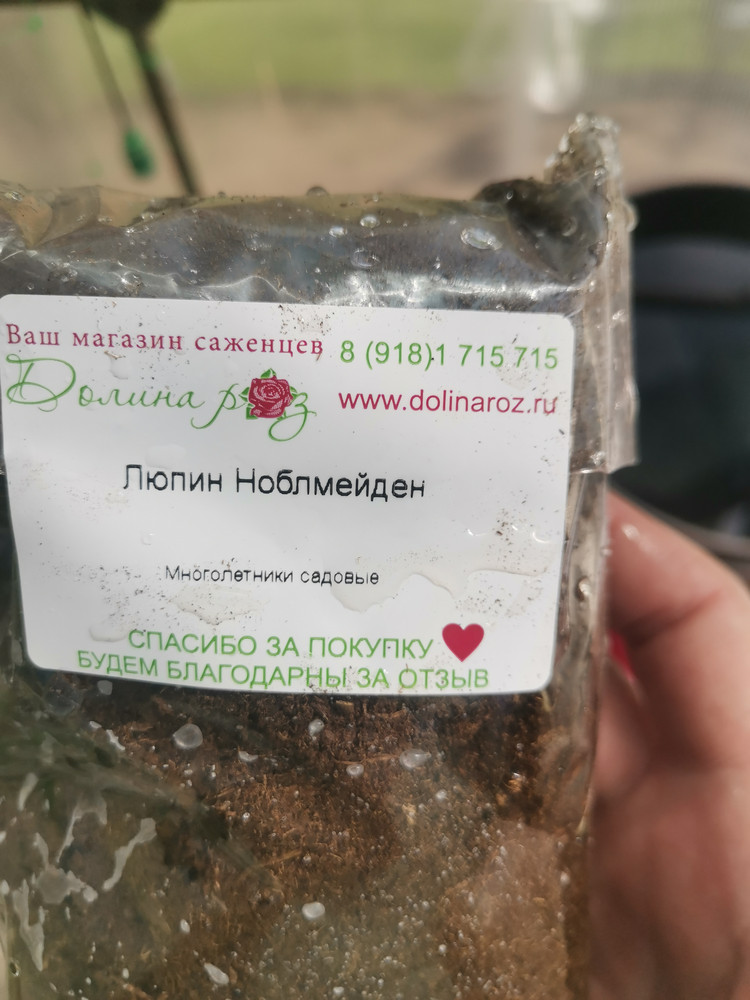 Ваш магазин саженцев 8 (918)1 715 715
Долина роз www.dolinaroz.ru
Люпин Ноблмейден
Многолетники садовые
СПАСИБО ЗА ПОКУПКУ
БУДЕМ БЛАГОДАРНЫ ЗА ОТЗЫВ